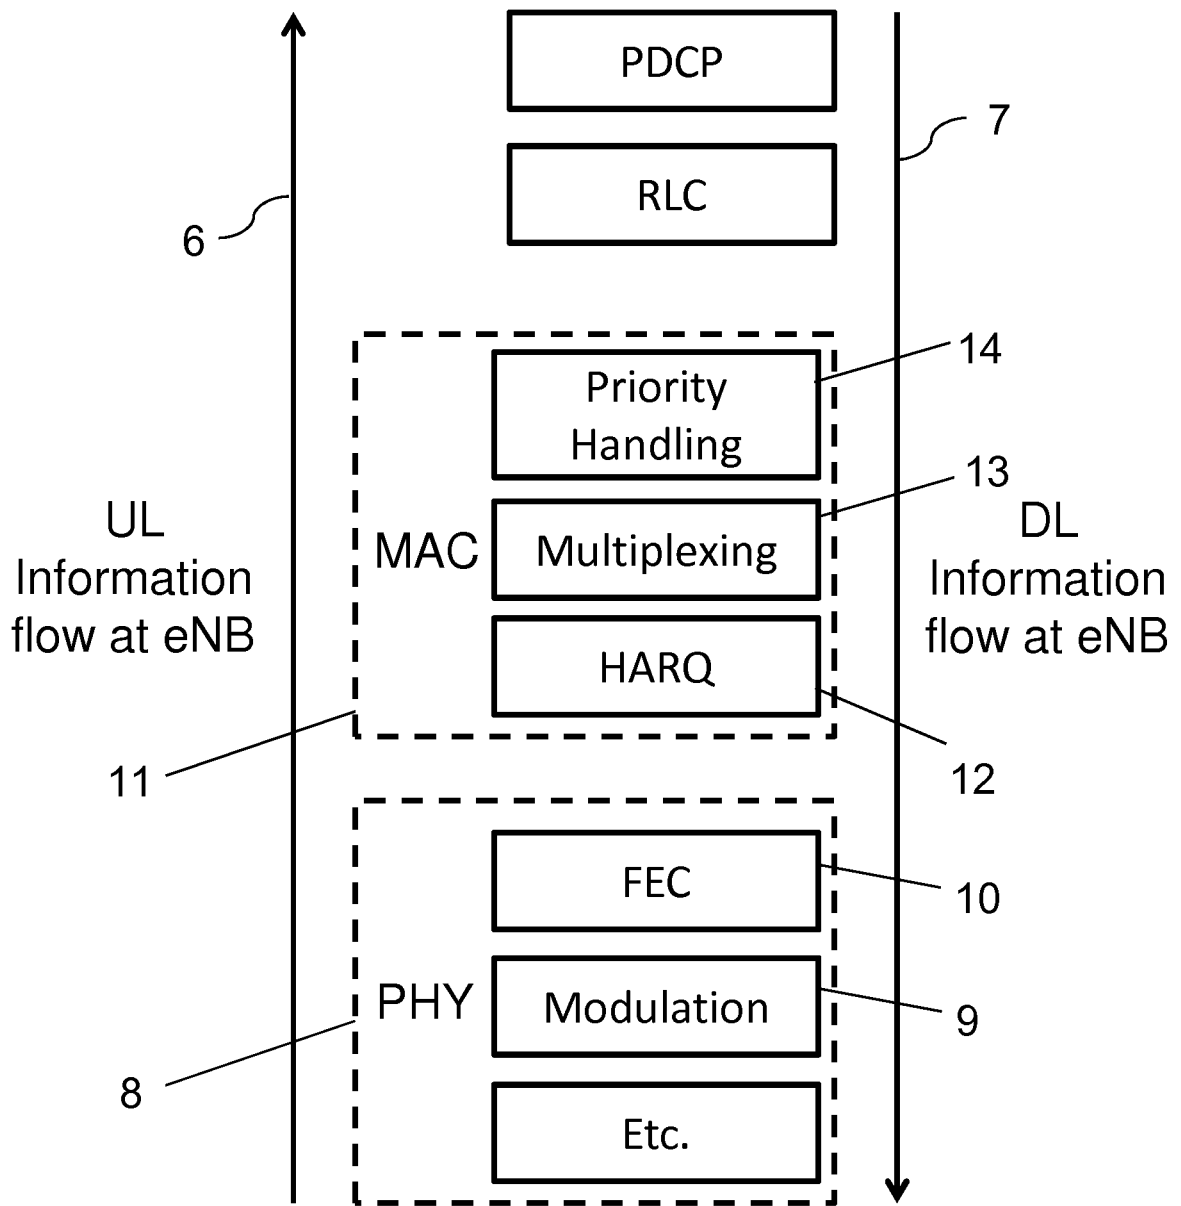 PDCP
7
RLC
6
14
Priority
Handling
13
UL
Information
flow at eNB
MAC
Multiplexing
DL
Information
flow at eNB
HARQ
11
12
FEC
10
PHY
Modulation
9
8
Etc.